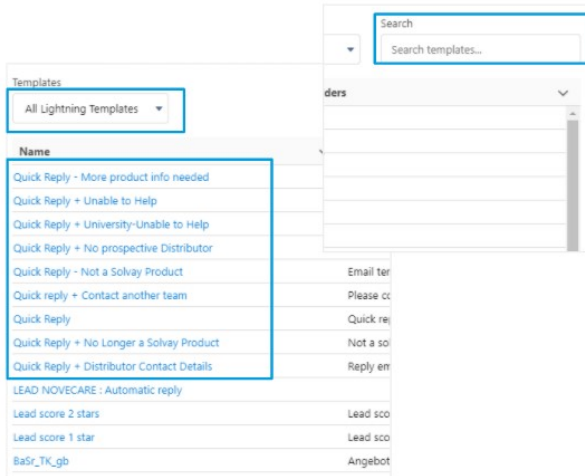 Search
Search templates...
ders
Templates
All Lightning Templates
Name
Quick Reply - More product info needed
Quick Reply + Unable to Help
Quick Reply + University-Unable to Help
Quick Reply + No prospective Distributor
Quick Reply - Not a Solvay Product Email ter
Quick reply + Contact another team Please co
Quick Reply Quick rep
Quick Reply + No Longer a Solvay Product Not a sol
Quick Reply + Distributor Contact Details Reply em
LEAD NOVECARE : Automatic reply
Lead score 2 stars Lead sco
Lead score 1 star Lead sco
BaSr_TK_gb Angebot